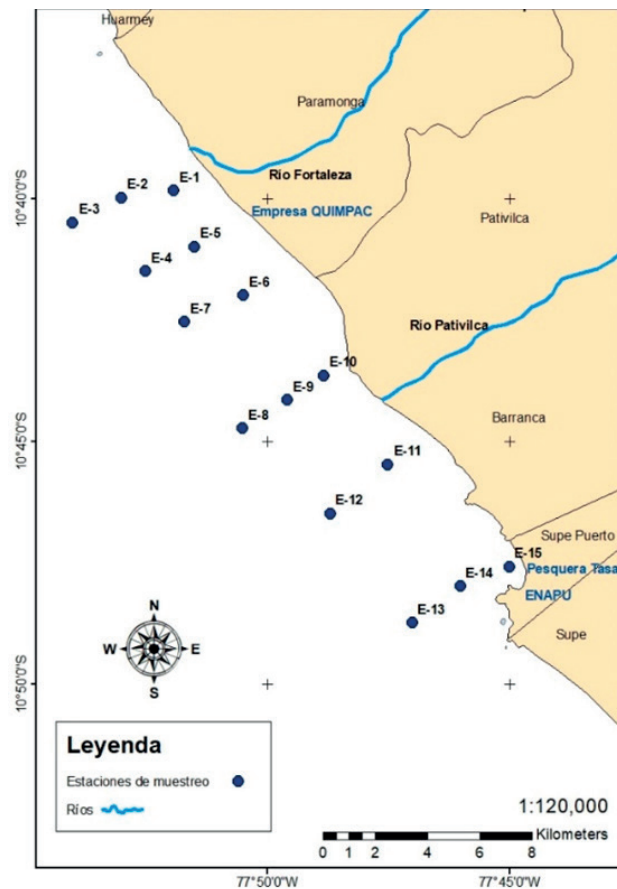 Huarmey
Paramonga
Río Fortaleza
E-1
E-2
E-3
10°40'0"S
Empresa QUIMPAC
Pativilca
E-5
E-4
E-6
E-7
Río Pativilca
E-10
E-9
E-8
Barranca
10°45'0"S
E-11
E-12
Supe Puerto
E-15
Pesquera Tasa
E-14
ENAPU
E-13
Supe
N
W
E
S
10°50'0"S
Leyenda
Estaciones de muestreo
Ríos
1:120,000
Kilometers
0 1 2 4 6 8
77°50'0"W
77°45'0"W